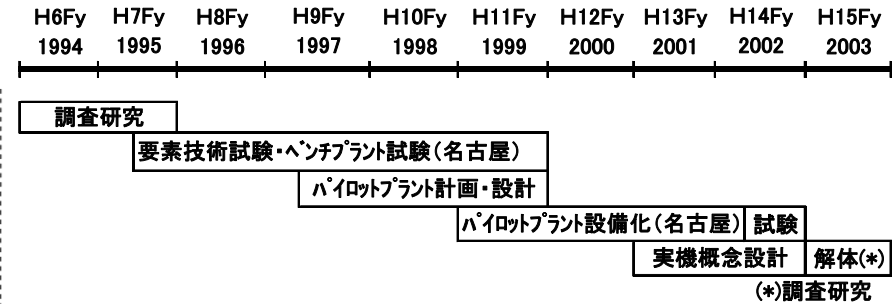 H6Fy H7Fy H8Fy H9Fy H10Fy H11Fy H12Fy H13Fy H14Fy H15Fy
1994 1995 1996 1997 1998 1999 2000 2001 2002 2003
調査研究
要素技術試験・ﾍﾞﾝﾁﾌﾟﾗﾝﾄ試験(名古屋)
ﾊﾟｲﾛｯﾄﾌﾟﾗﾝﾄ計画・設計
ﾊﾟｲﾛｯﾄﾌﾟﾗﾝﾄ設備化(名古屋) 試験
実機概念設計 解体(*)
(*)調査研究